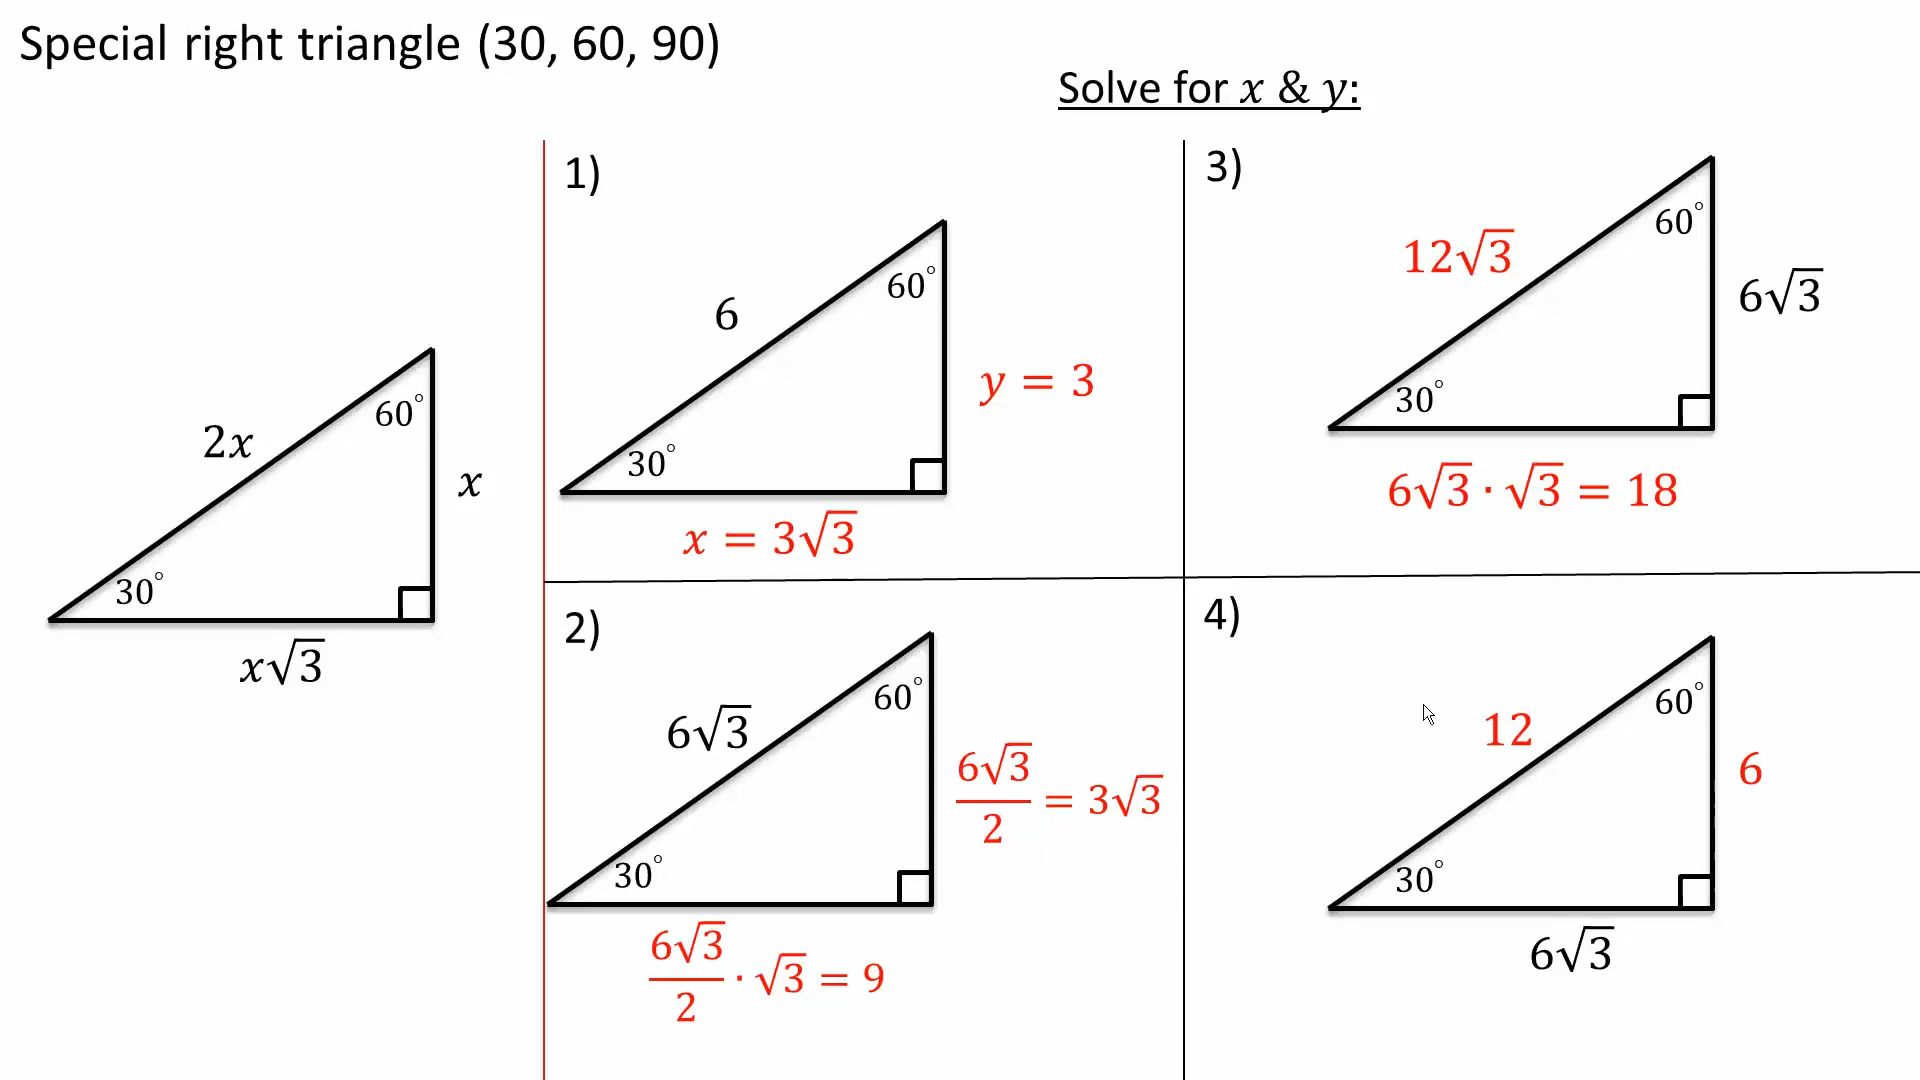 Special right triangle (30, 60, 90)
Solve for x & y:
2x
60°
x
30°
x√3
1)
6
60°
y = 3
30°
x = 3√3
2)
6√3
60°
6√3/2 = 3√3
30°
6√3/2 · √3 = 9
3)
12√3
60°
6√3
30°
6√3 · √3 = 18
4)
12
60°
6
30°
6√3